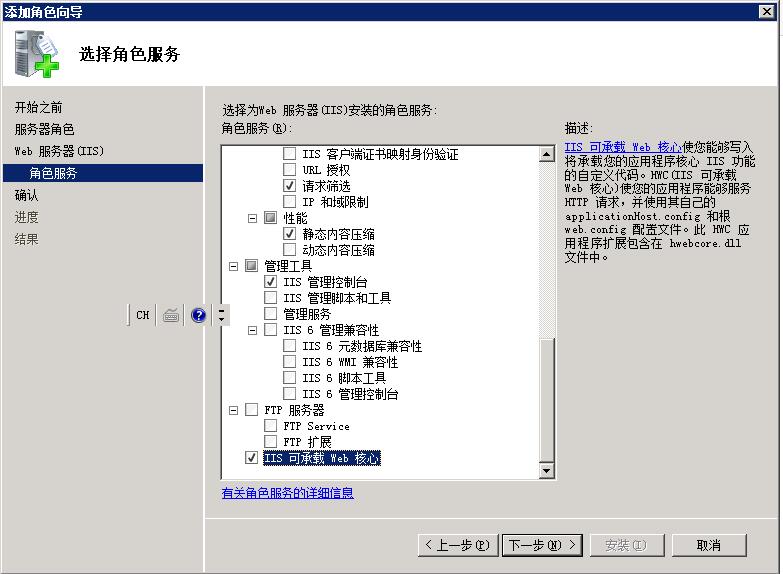 添加角色向导
选择角色服务
开始之前
服务器角色
Web 服务器(IIS)
角色服务
确认
进度
结果
选择为Web 服务器(IIS)安装的角色服务:
角色服务(R):
IIS 客户端证书映射身份验证
URL 授权
请求筛选
IP 和域限制
性能
静态内容压缩
动态内容压缩
管理工具
IIS 管理控制台
IIS 管理脚本和工具
管理服务
IIS 6 管理兼容性
IIS 6 元数据库兼容性
IIS 6 WMI 兼容性
IIS 6 脚本工具
IIS 6 管理控制台
FTP 服务器
FTP Service
FTP 扩展
IIS 可承载 Web 核心
有关角色服务的详细信息
描述:
IIS 可承载 Web 核心使您能够写入
将承载您的应用程序核心 IIS 功能
的自定义代码。HWC(IIS 可承载
Web 核心)使您的应用程序能够服务
HTTP 请求，并使用其自己的
applicationHost.config 和根
web.config 配置文件。此 HWC 应
用程序扩展包含在 hwebcore.dll
文件中。
CH
?
< 上一步(P)
下一步(N) >
安装(I)
取消